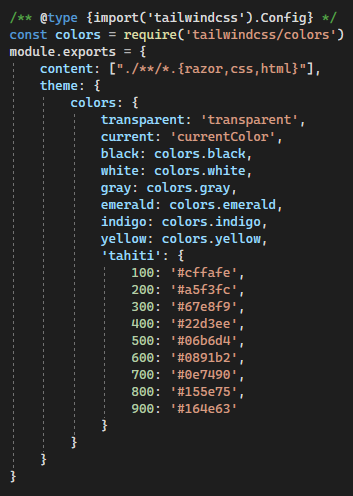 /** @type {import('tailwindcss').Config} */
const colors = require('tailwindcss/colors')
module.exports = {
    content: ["./**/*.{razor,css,html}"],
    theme: {
        colors: {
            transparent: 'transparent',
            current: 'currentColor',
            black: colors.black,
            white: colors.white,
            gray: colors.gray,
            emerald: colors.emerald,
            indigo: colors.indigo,
            yellow: colors.yellow,
            'tahiti': {
                100: '#cffafe',
                200: '#a5f3fc',
                300: '#67e8f9',
                400: '#22d3ee',
                500: '#06b6d4',
                600: '#0891b2',
                700: '#0e7490',
                800: '#155e75',
                900: '#164e63'
            }
        }
    }
}